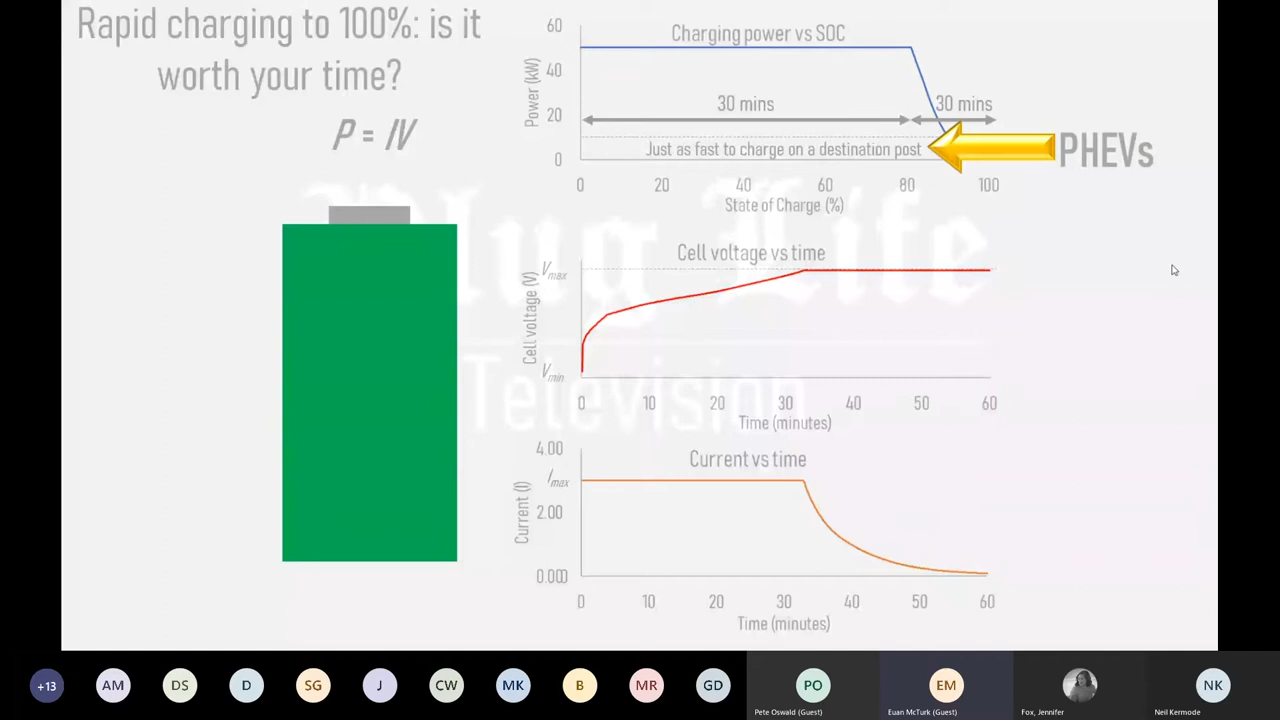 Rapid charging to 100%: is it
worth your time?
P = IV
Charging power vs SOC
Power (kW)
60
40
20
0
30 mins
30 mins
Just as fast to charge on a destination post
PHEVs
0 20 40 60 80 100
State of Charge (%)
Plug Life
Television
Cell voltage vs time
Cell voltage (V)
Vmax
Vmin
0 10 20 30 40 50 60
Time (minutes)
Current vs time
Current (I)
4.00
Imax
2.00
0 10 20 30 40 50 60
Time (minutes)
+13
AM
DS
D
SG
J
CW
MK
B
MR
GD
PO
Pete Oswald (Guest)
EM
Euan McTurk (Guest)
Fox, Jennifer
NK
Neil Kermode